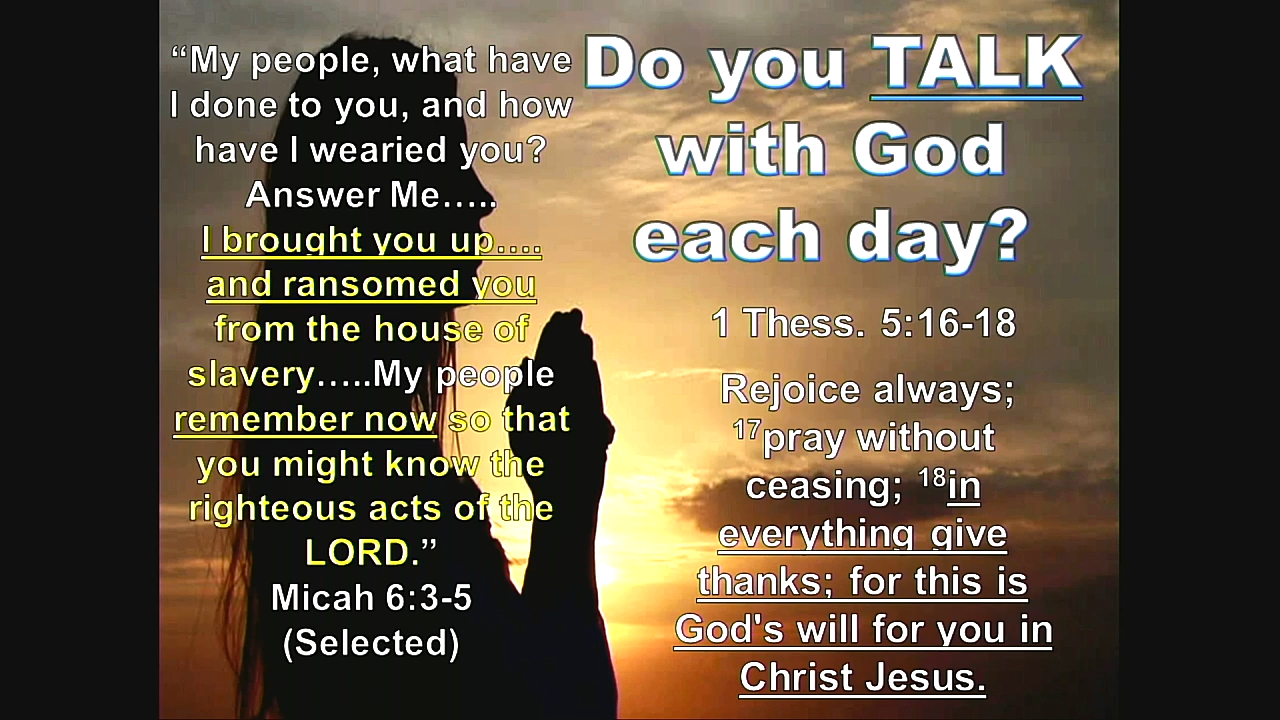 “My people, what have
I done to you, and how
have I wearied you?
Answer Me.....
I brought you up....
and ransomed you
from the house of
slavery.....My people
remember now so that
you might know the
righteous acts of the
LORD.”
Micah 6:3-5
(Selected)
Do you TALK
with God
each day?
1 Thess. 5:16-18
Rejoice always;
¹⁷pray without
ceasing; ¹⁸in
everything give
thanks; for this is
God's will for you in
Christ Jesus.